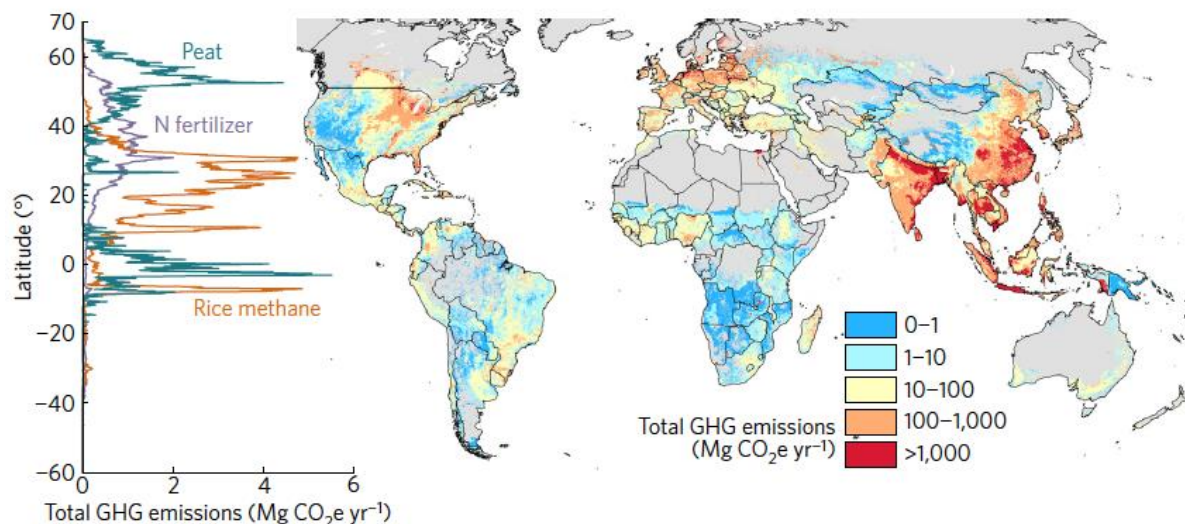 70
60
40
20
0
−20
−40
−60
Latitude (°)
Peat
N fertilizer
Rice methane
0
2
4
6
Total GHG emissions (Mg CO₂e yr⁻¹)
Total GHG emissions
(Mg CO₂e yr⁻¹)
0–1
1–10
10–100
100–1,000
>1,000